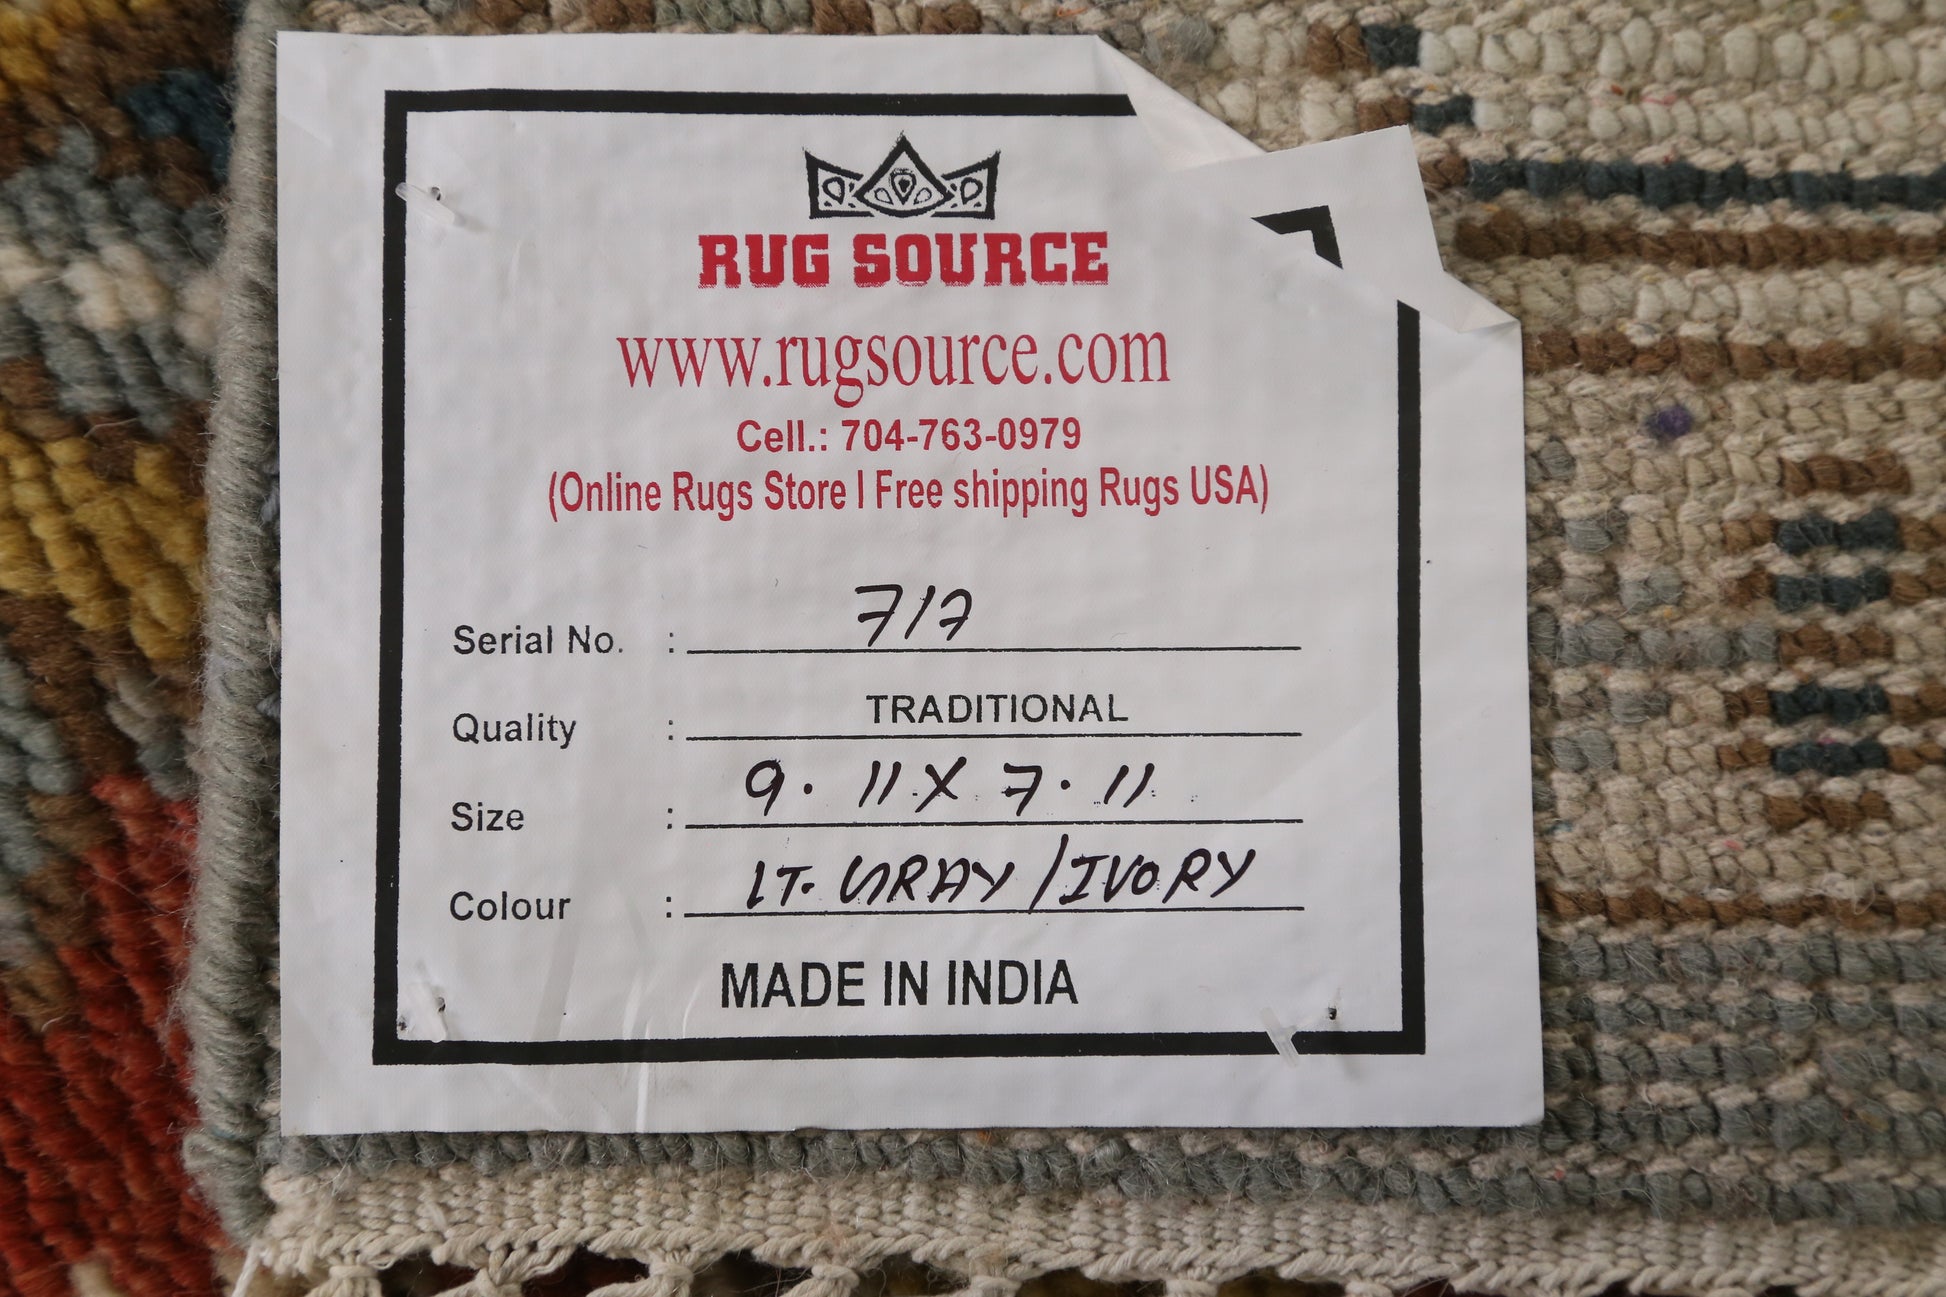 RUG SOURCE
www.rugsource.com
Cell.: 704-763-0979
(Online Rugs Store I Free shipping Rugs USA)
Serial No. : 717
Quality : TRADITIONAL
Size : 9.11 X 7.11
Colour : LT. GRAY / IVORY
MADE IN INDIA